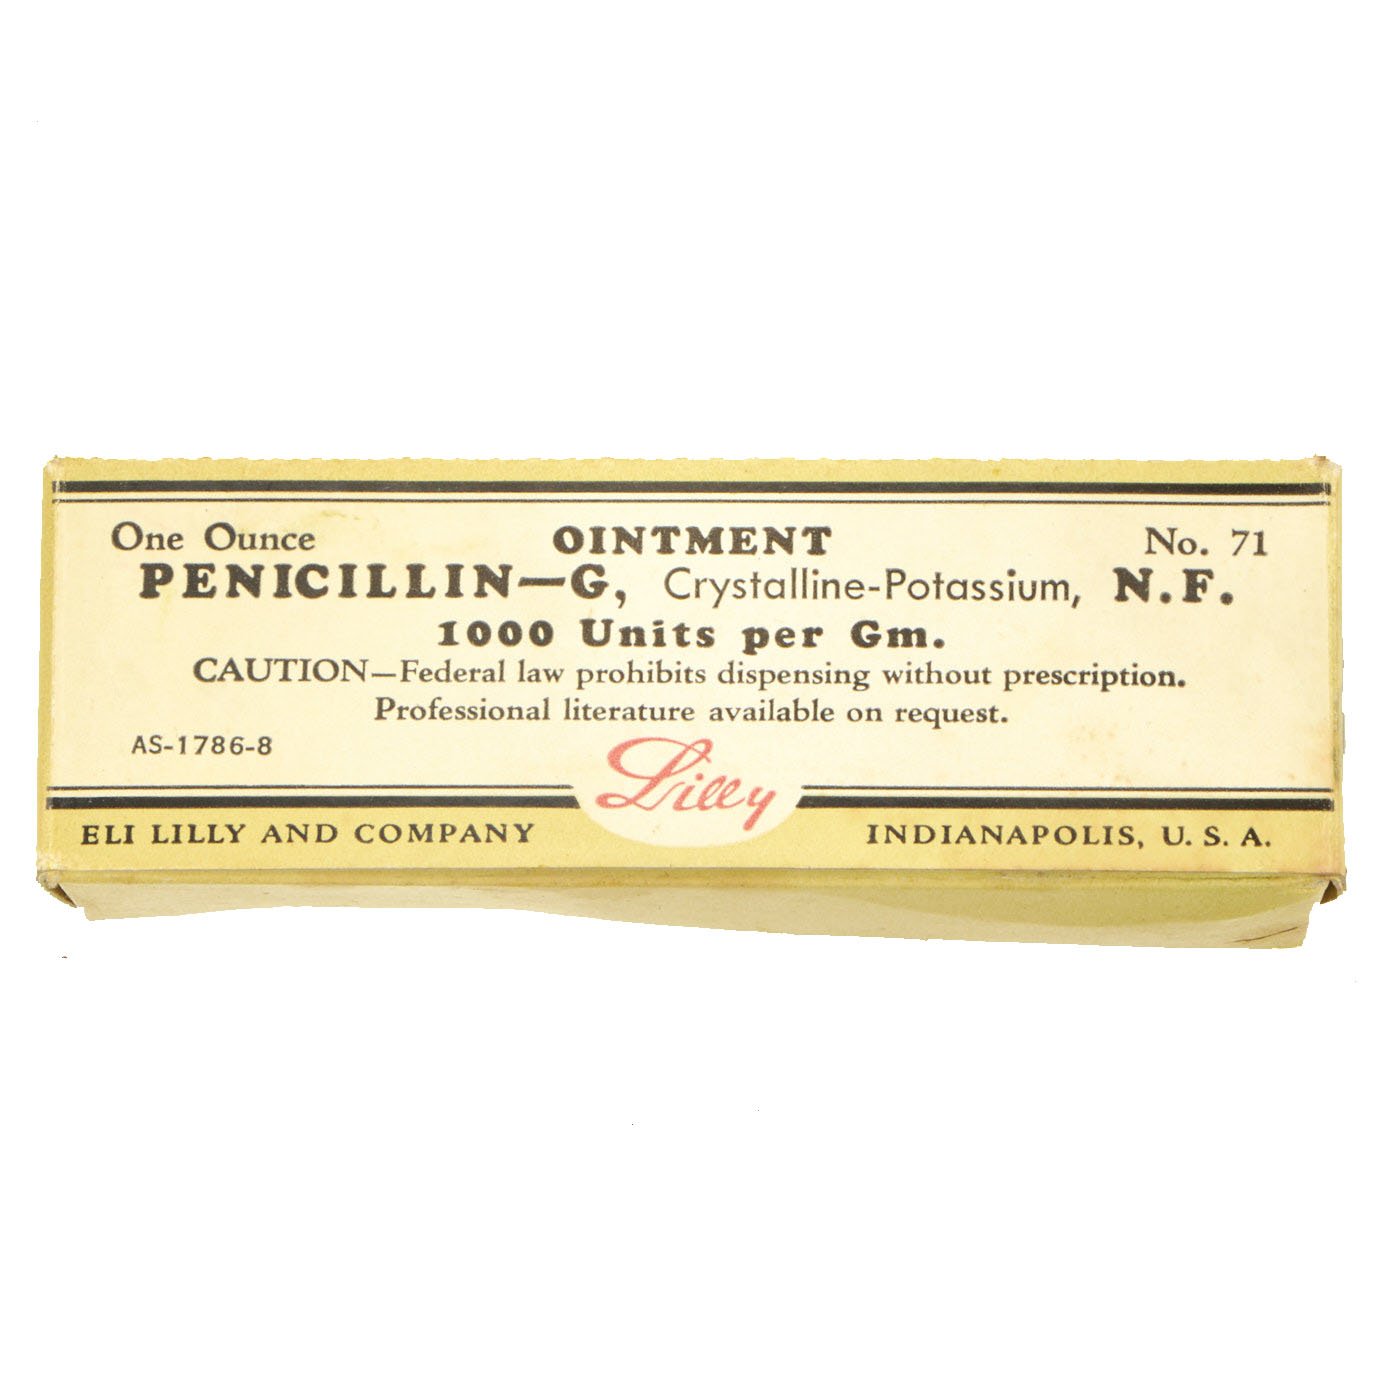 One Ounce OINTMENT No. 71
PENICILLIN—G, Crystalline-Potassium, N.F.
1000 Units per Gm.
CAUTION—Federal law prohibits dispensing without prescription.
Professional literature available on request.
AS-1786-8
Lilly
ELI LILLY AND COMPANY INDIANAPOLIS, U. S. A.